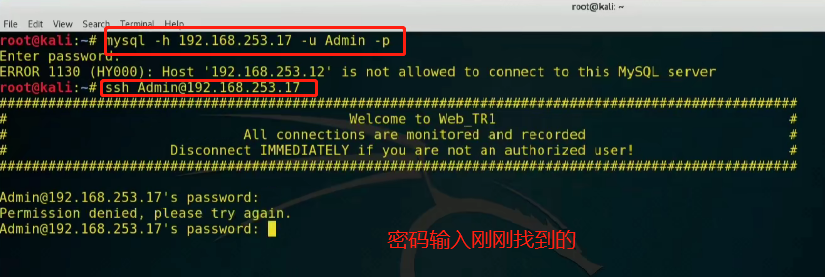 root@kali: ~
File Edit View Search Terminal Help
root@kali:~# mysql -h 192.168.253.17 -u Admin -p
Enter password:
ERROR 1130 (HY000): Host '192.168.253.12' is not allowed to connect to this MySQL server
root@kali:~# ssh Admin@192.168.253.17
###############################################################################
# Welcome to Web_TR1 #
# All connections are monitored and recorded #
# Disconnect IMMEDIATELY if you are not an authorized user! #
###############################################################################
Admin@192.168.253.17's password:
Permission denied, please try again.
Admin@192.168.253.17's password:
密码输入刚刚找到的